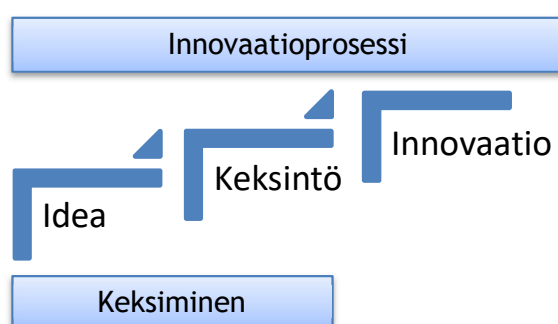 Innovaatioprosessi
Innovaatio
Keksintö
Idea
Keksiminen